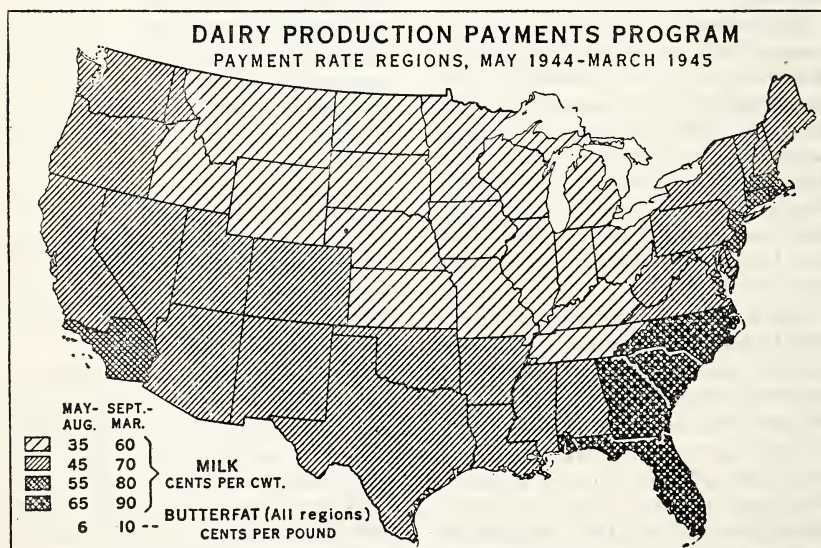 DAIRY PRODUCTION PAYMENTS PROGRAM
PAYMENT RATE REGIONS, MAY 1944-MARCH 1945
MAY- SEPT.-
AUG. MAR.
35 60
45 70
55 80
65 90
MILK
CENTS PER CWT.
6 10 -- BUTTERFAT (All regions)
CENTS PER POUND